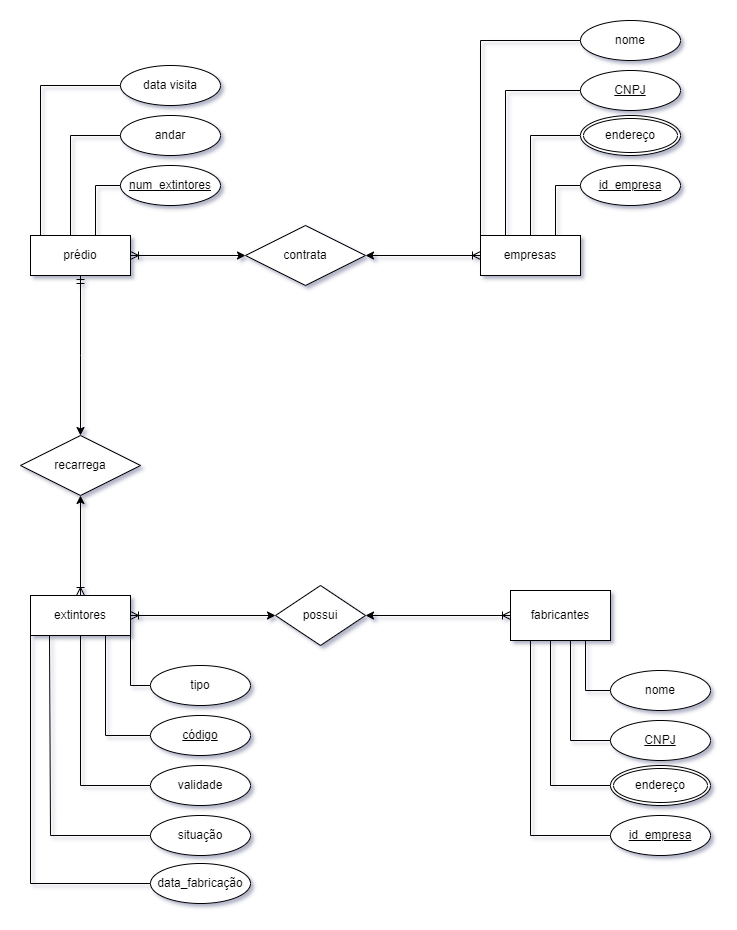 nome
data visita
CNPJ
andar
endereço
num_extintores
id_empresa
prédio
contrata
empresas
recarrega
extintores
possui
fabricantes
tipo
nome
código
CNPJ
validade
endereço
situação
id_empresa
data_fabricação